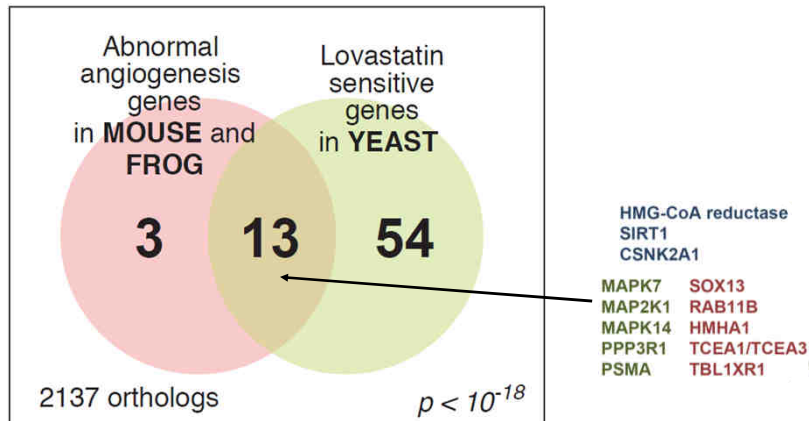 Abnormal
angiogenesis
genes
in MOUSE and
FROG
Lovastatin
sensitive
genes
in YEAST
3
13
54
2137 orthologs
p < 10-18
HMG-CoA reductase
SIRT1
CSNK2A1
MAPK7 SOX13
MAP2K1 RAB11B
MAPK14 HMHA1
PPP3R1 TCEA1/TCEA3
PSMA TBL1XR1